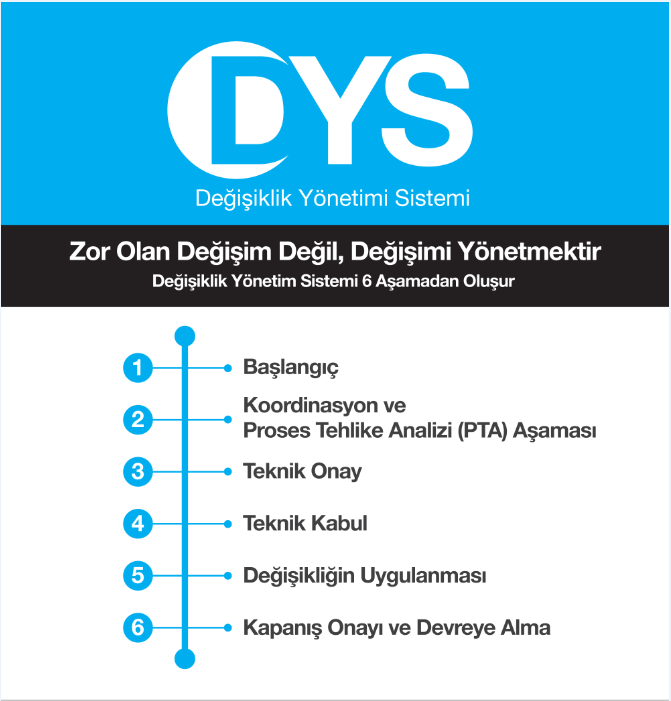 DYS
Değişiklik Yönetimi Sistemi
Zor Olan Değişim Değil, Değişimi Yönetmektir
Değişiklik Yönetim Sistemi 6 Aşamadan Oluşur
1 Başlangıç
2 Koordinasyon ve
Proses Tehlike Analizi (PTA) Aşaması
3 Teknik Onay
4 Teknik Kabul
5 Değişikliğin Uygulanması
6 Kapanış Onayı ve Devreye Alma